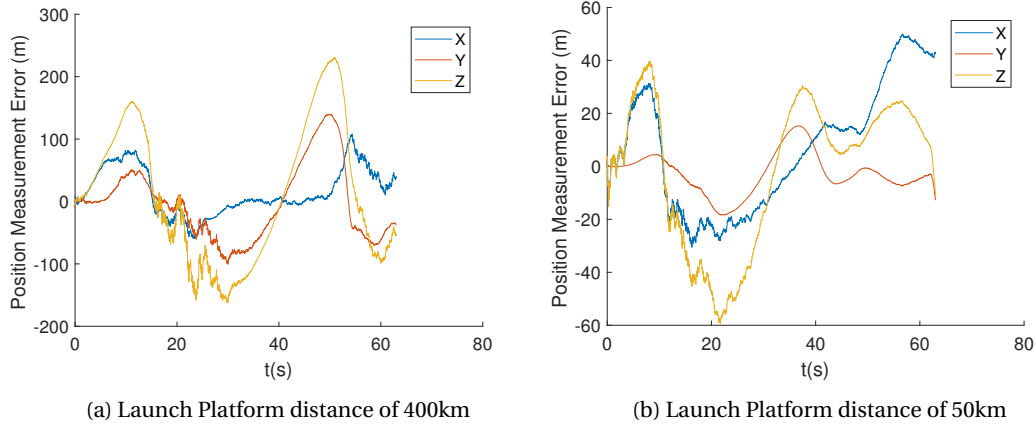 300
200
100
0
-100
-200
0
20
40
60
80
Position Measurement Error (m)
t(s)
X
Y
Z
(a) Launch Platform distance of 400km
60
40
20
0
-20
-40
-60
0
20
40
60
80
Position Measurement Error (m)
t(s)
X
Y
Z
(b) Launch Platform distance of 50km